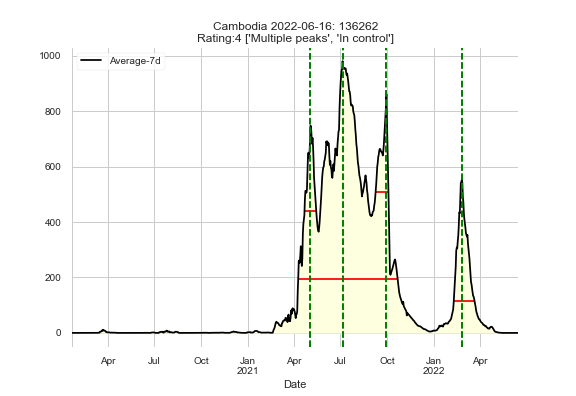 Cambodia 2022-06-16: 136262
Rating:4 ['Multiple peaks', 'In control']
Average-7d
1000
800
600
400
200
0
Apr Jul Oct Jan Apr Jul Oct Jan Apr
2021 2022
Date